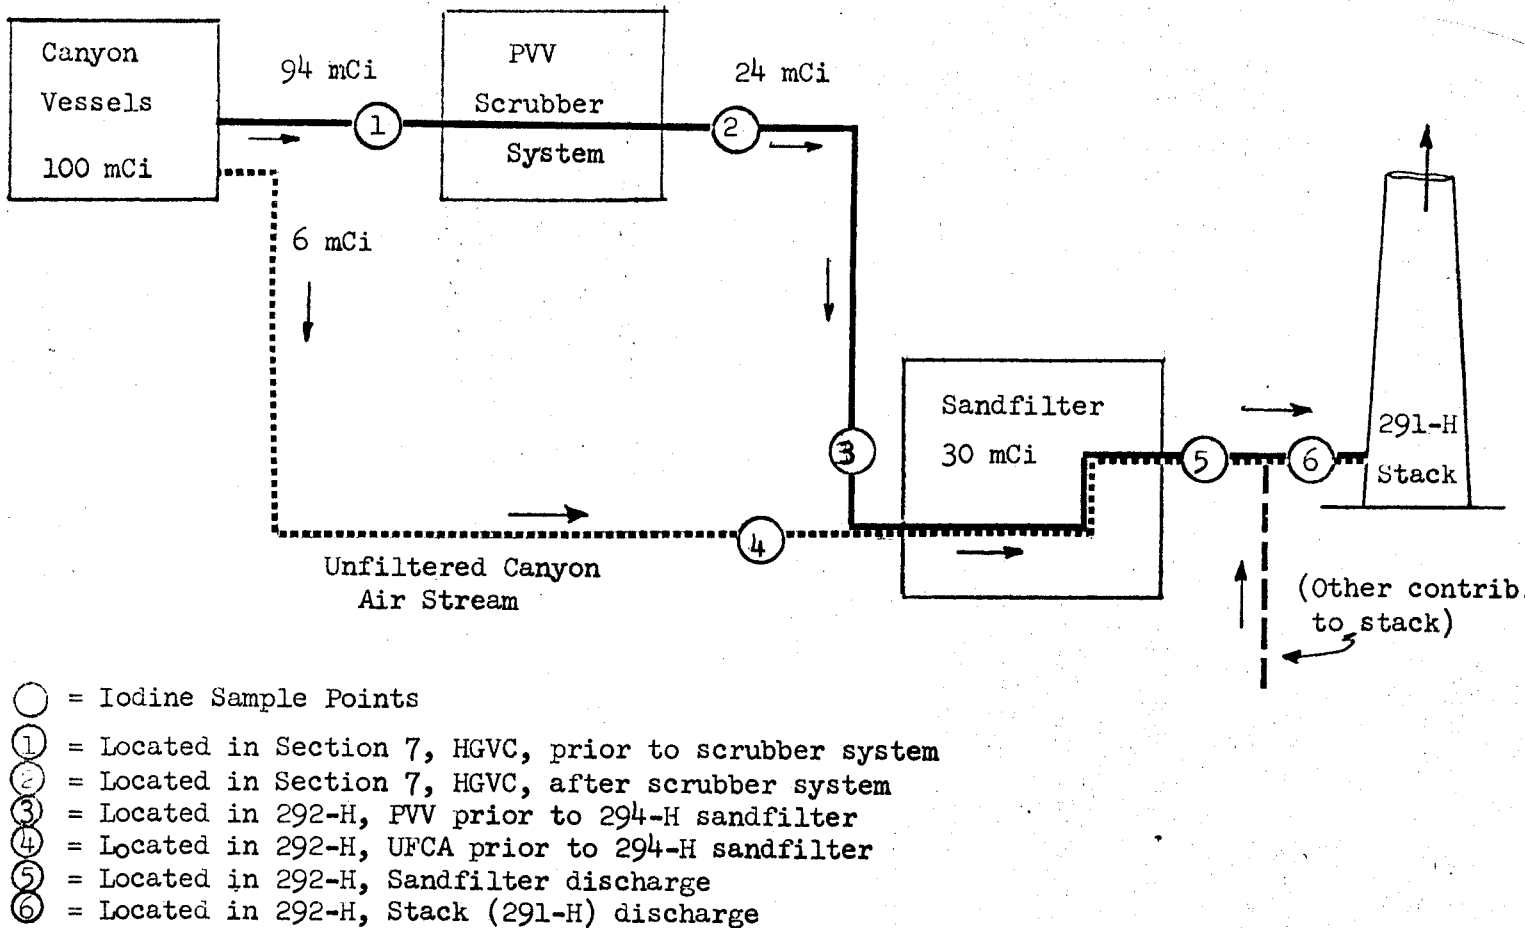 Canyon
Vessels
100 mCi
94 mCi
1
PVV
Scrubber
System
24 mCi
2
6 mCi
3
Sandfilter
30 mCi
4
5
6
291-H
Stack
Unfiltered Canyon
Air Stream
(Other contrib.
to stack)
= Iodine Sample Points
1 = Located in Section 7, HGVC, prior to scrubber system
2 = Located in Section 7, HGVC, after scrubber system
3 = Located in 292-H, PVV prior to 294-H sandfilter
4 = Located in 292-H, UFCA prior to 294-H sandfilter
5 = Located in 292-H, Sandfilter discharge
6 = Located in 292-H, Stack (291-H) discharge